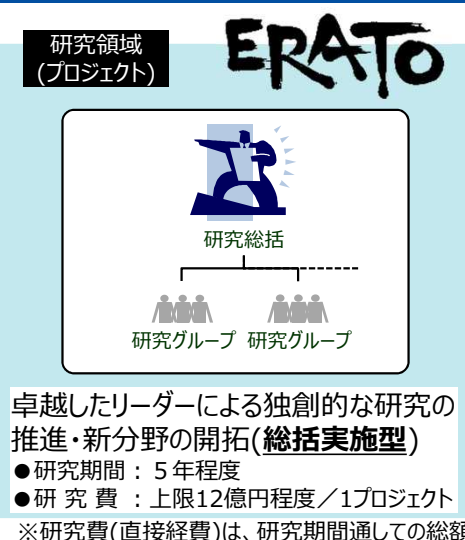 研究領域
(プロジェクト)
ERATO
研究総括
研究グループ 研究グループ
卓越したリーダーによる独創的な研究の
推進・新分野の開拓(総括実施型)
●研究期間：５年程度
●研 究 費 ：上限12億円程度／1プロジェクト
※研究費(直接経費)は、研究期間通しての総額